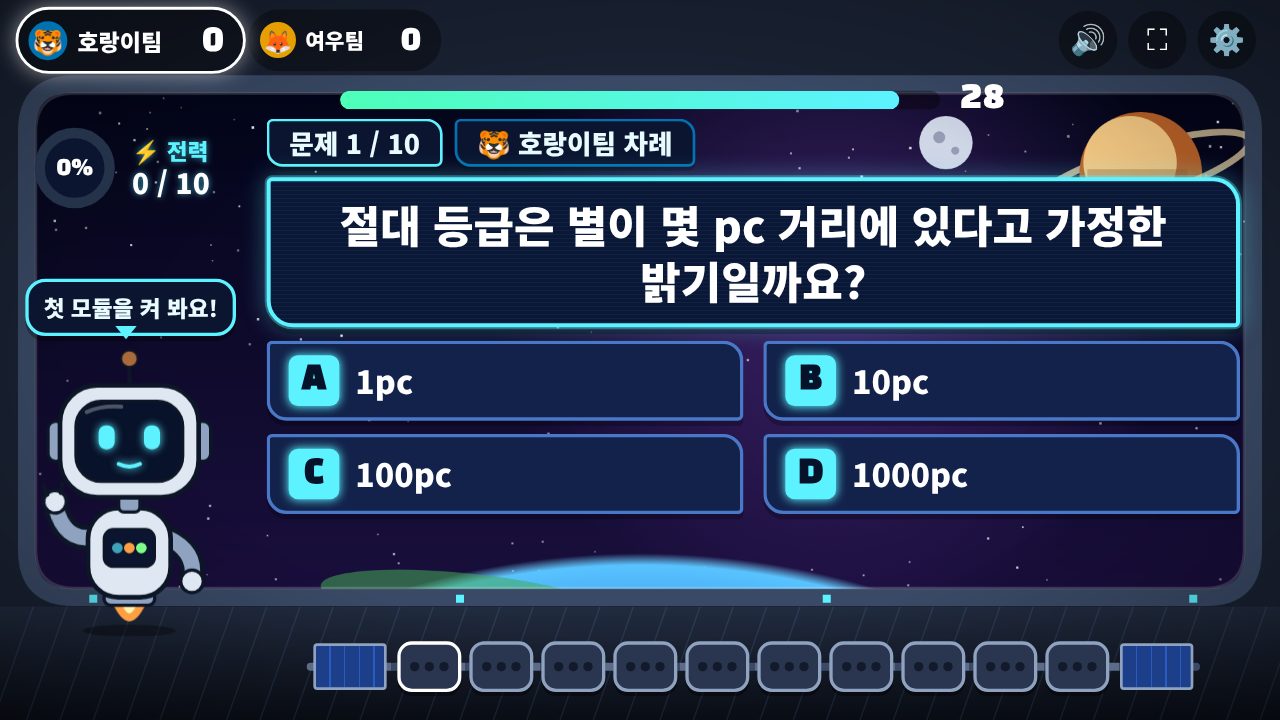 호랑이팀 0
여우팀 0
28
0%
⚡ 전력
0 / 10
문제 1 / 10
호랑이팀 차례
절대 등급은 별이 몇 pc 거리에 있다고 가정한
밝기일까요?
첫 모듈을 켜 봐요!
A 1pc
B 10pc
C 100pc
D 1000pc